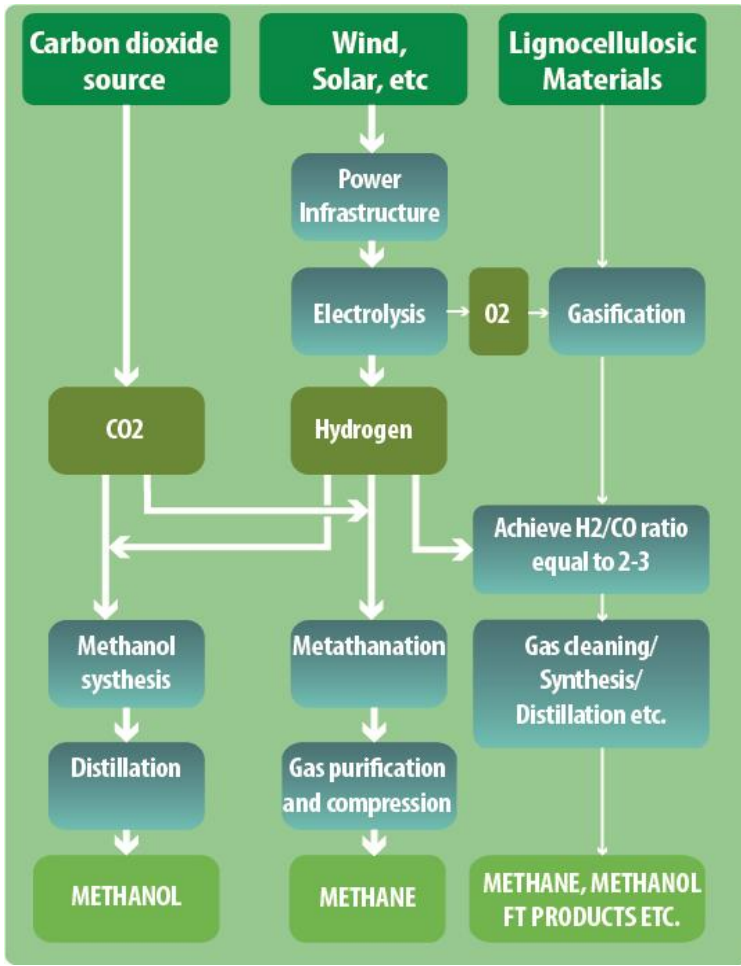 Carbon dioxide
source
Wind,
Solar, etc
Lignocellulosic
Materials
Power
Infrastructure
Electrolysis
O2
Gasification
CO2
Hydrogen
Achieve H2/CO ratio
equal to 2-3
Methanol
systhesis
Metathanation
Gas cleaning/
Synthesis/
Distillation etc.
Distillation
Gas purification
and compression
METHANOL
METHANE
METHANE, METHANOL
FT PRODUCTS ETC.